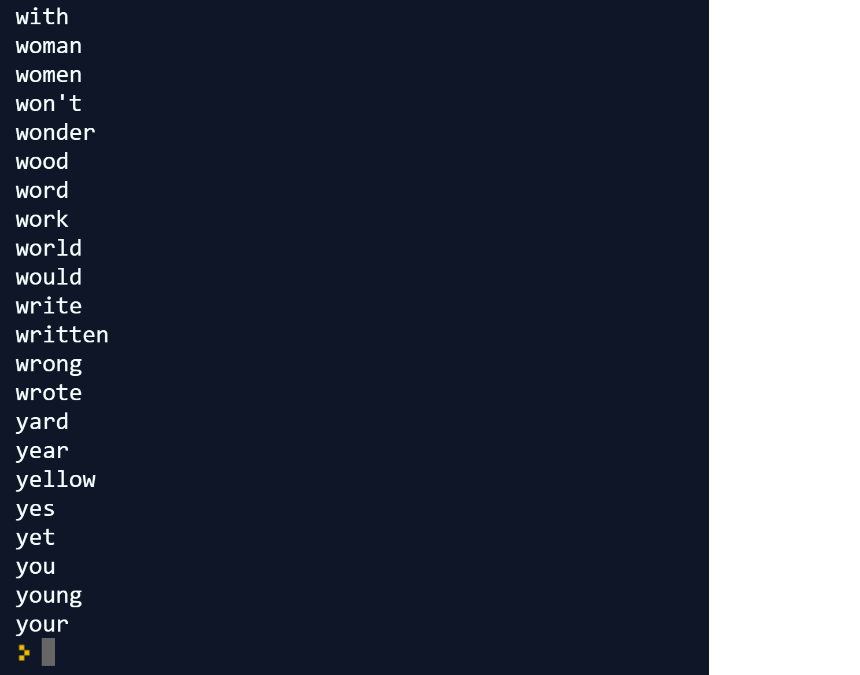 with
woman
women
won't
wonder
wood
word
work
world
would
write
written
wrong
wrote
yard
year
yellow
yes
yet
you
young
your
>